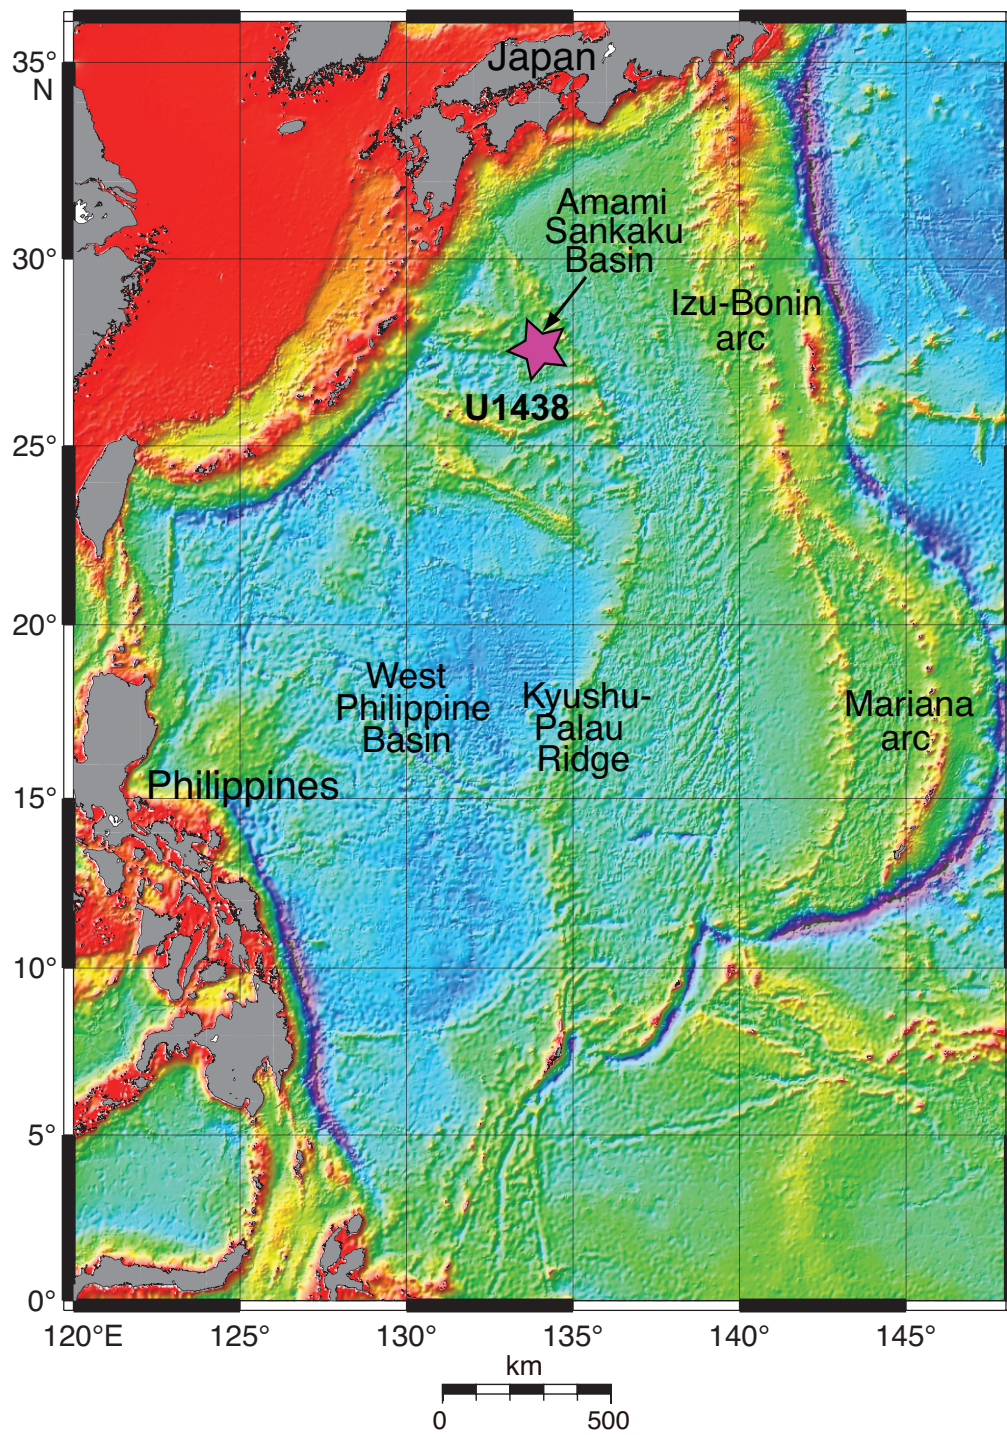 Japan
35°
N
Amami
Sankaku
Basin
30°
Izu-Bonin
arc
U1438
25°
20°
West
Philippine
Basin
Kyushu-
Palau
Ridge
Mariana
arc
Philippines
15°
10°
5°
0°
120°E 125° 130° 135° 140° 145°
km
0 500